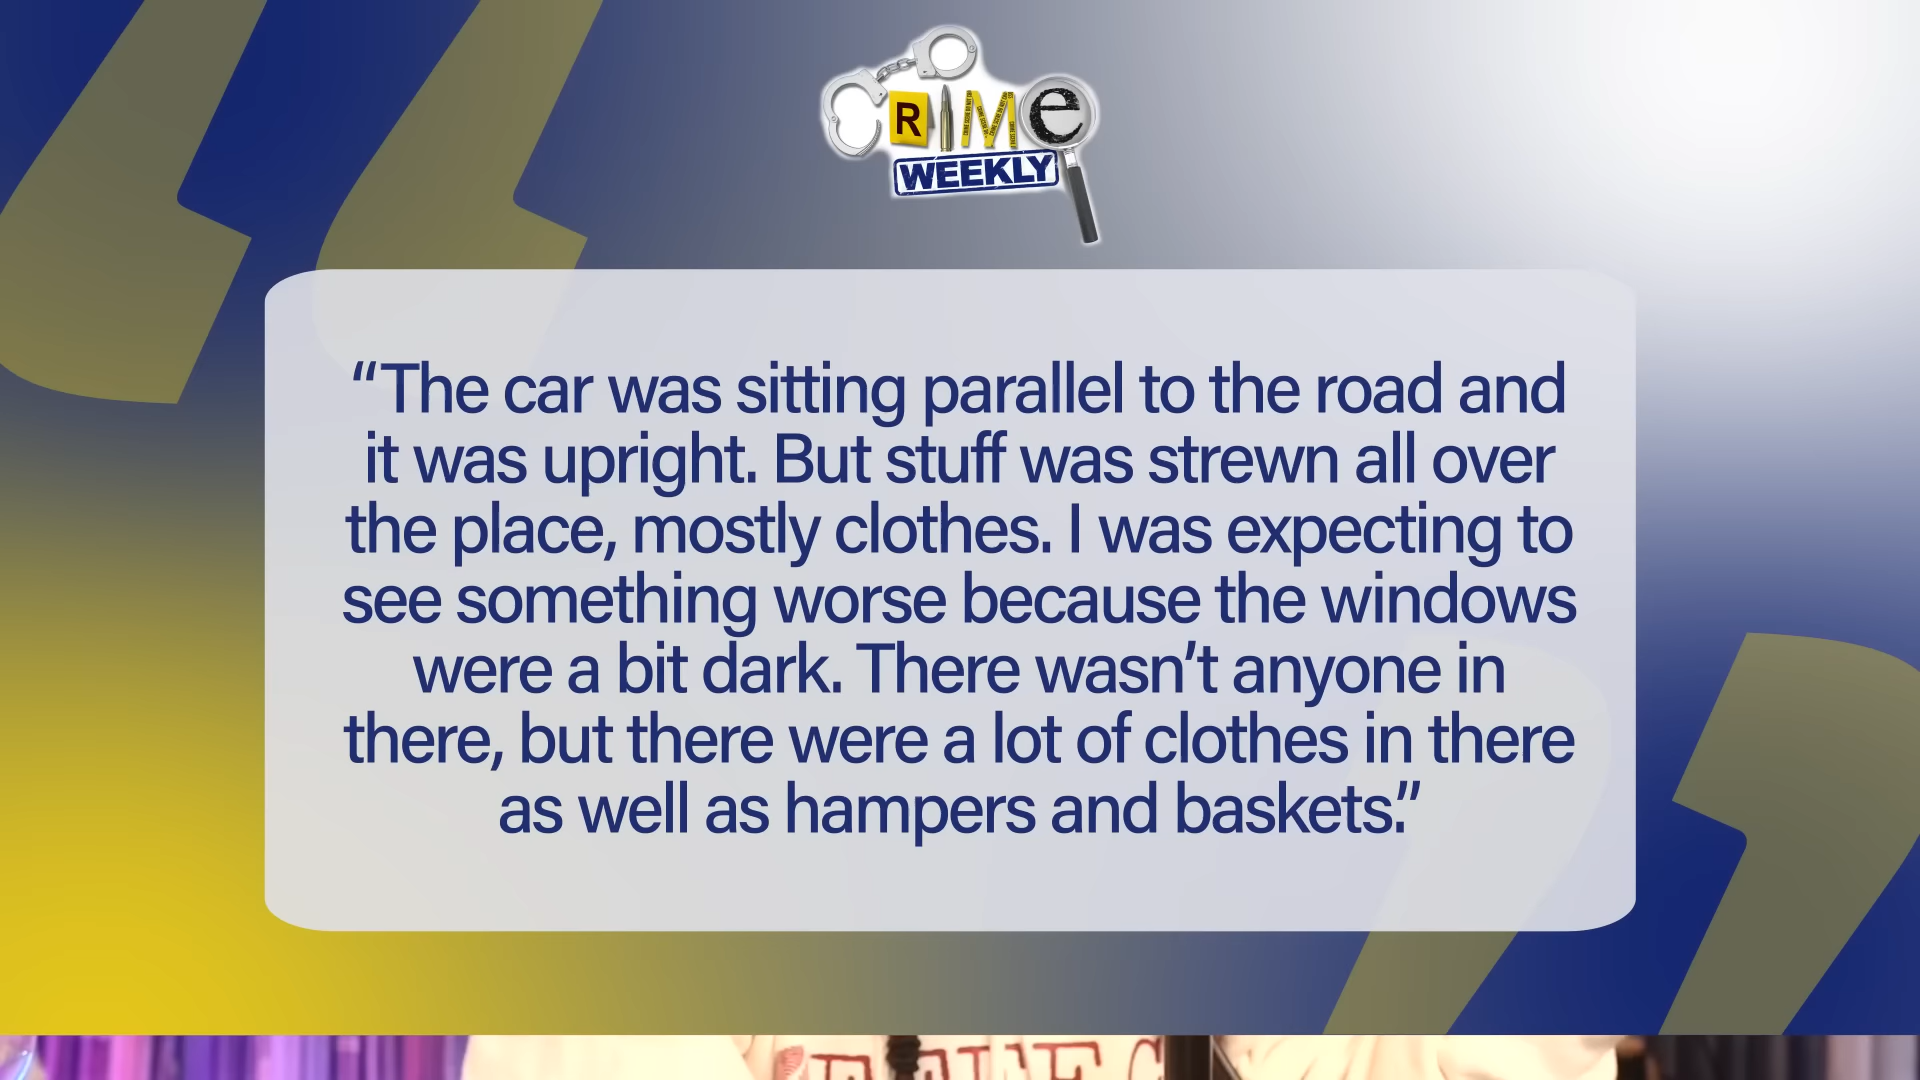 CRIMe
WEEKLY
“The car was sitting parallel to the road and
it was upright. But stuff was strewn all over
the place, mostly clothes. I was expecting to
see something worse because the windows
were a bit dark. There wasn’t anyone in
there, but there were a lot of clothes in there
as well as hampers and baskets.”